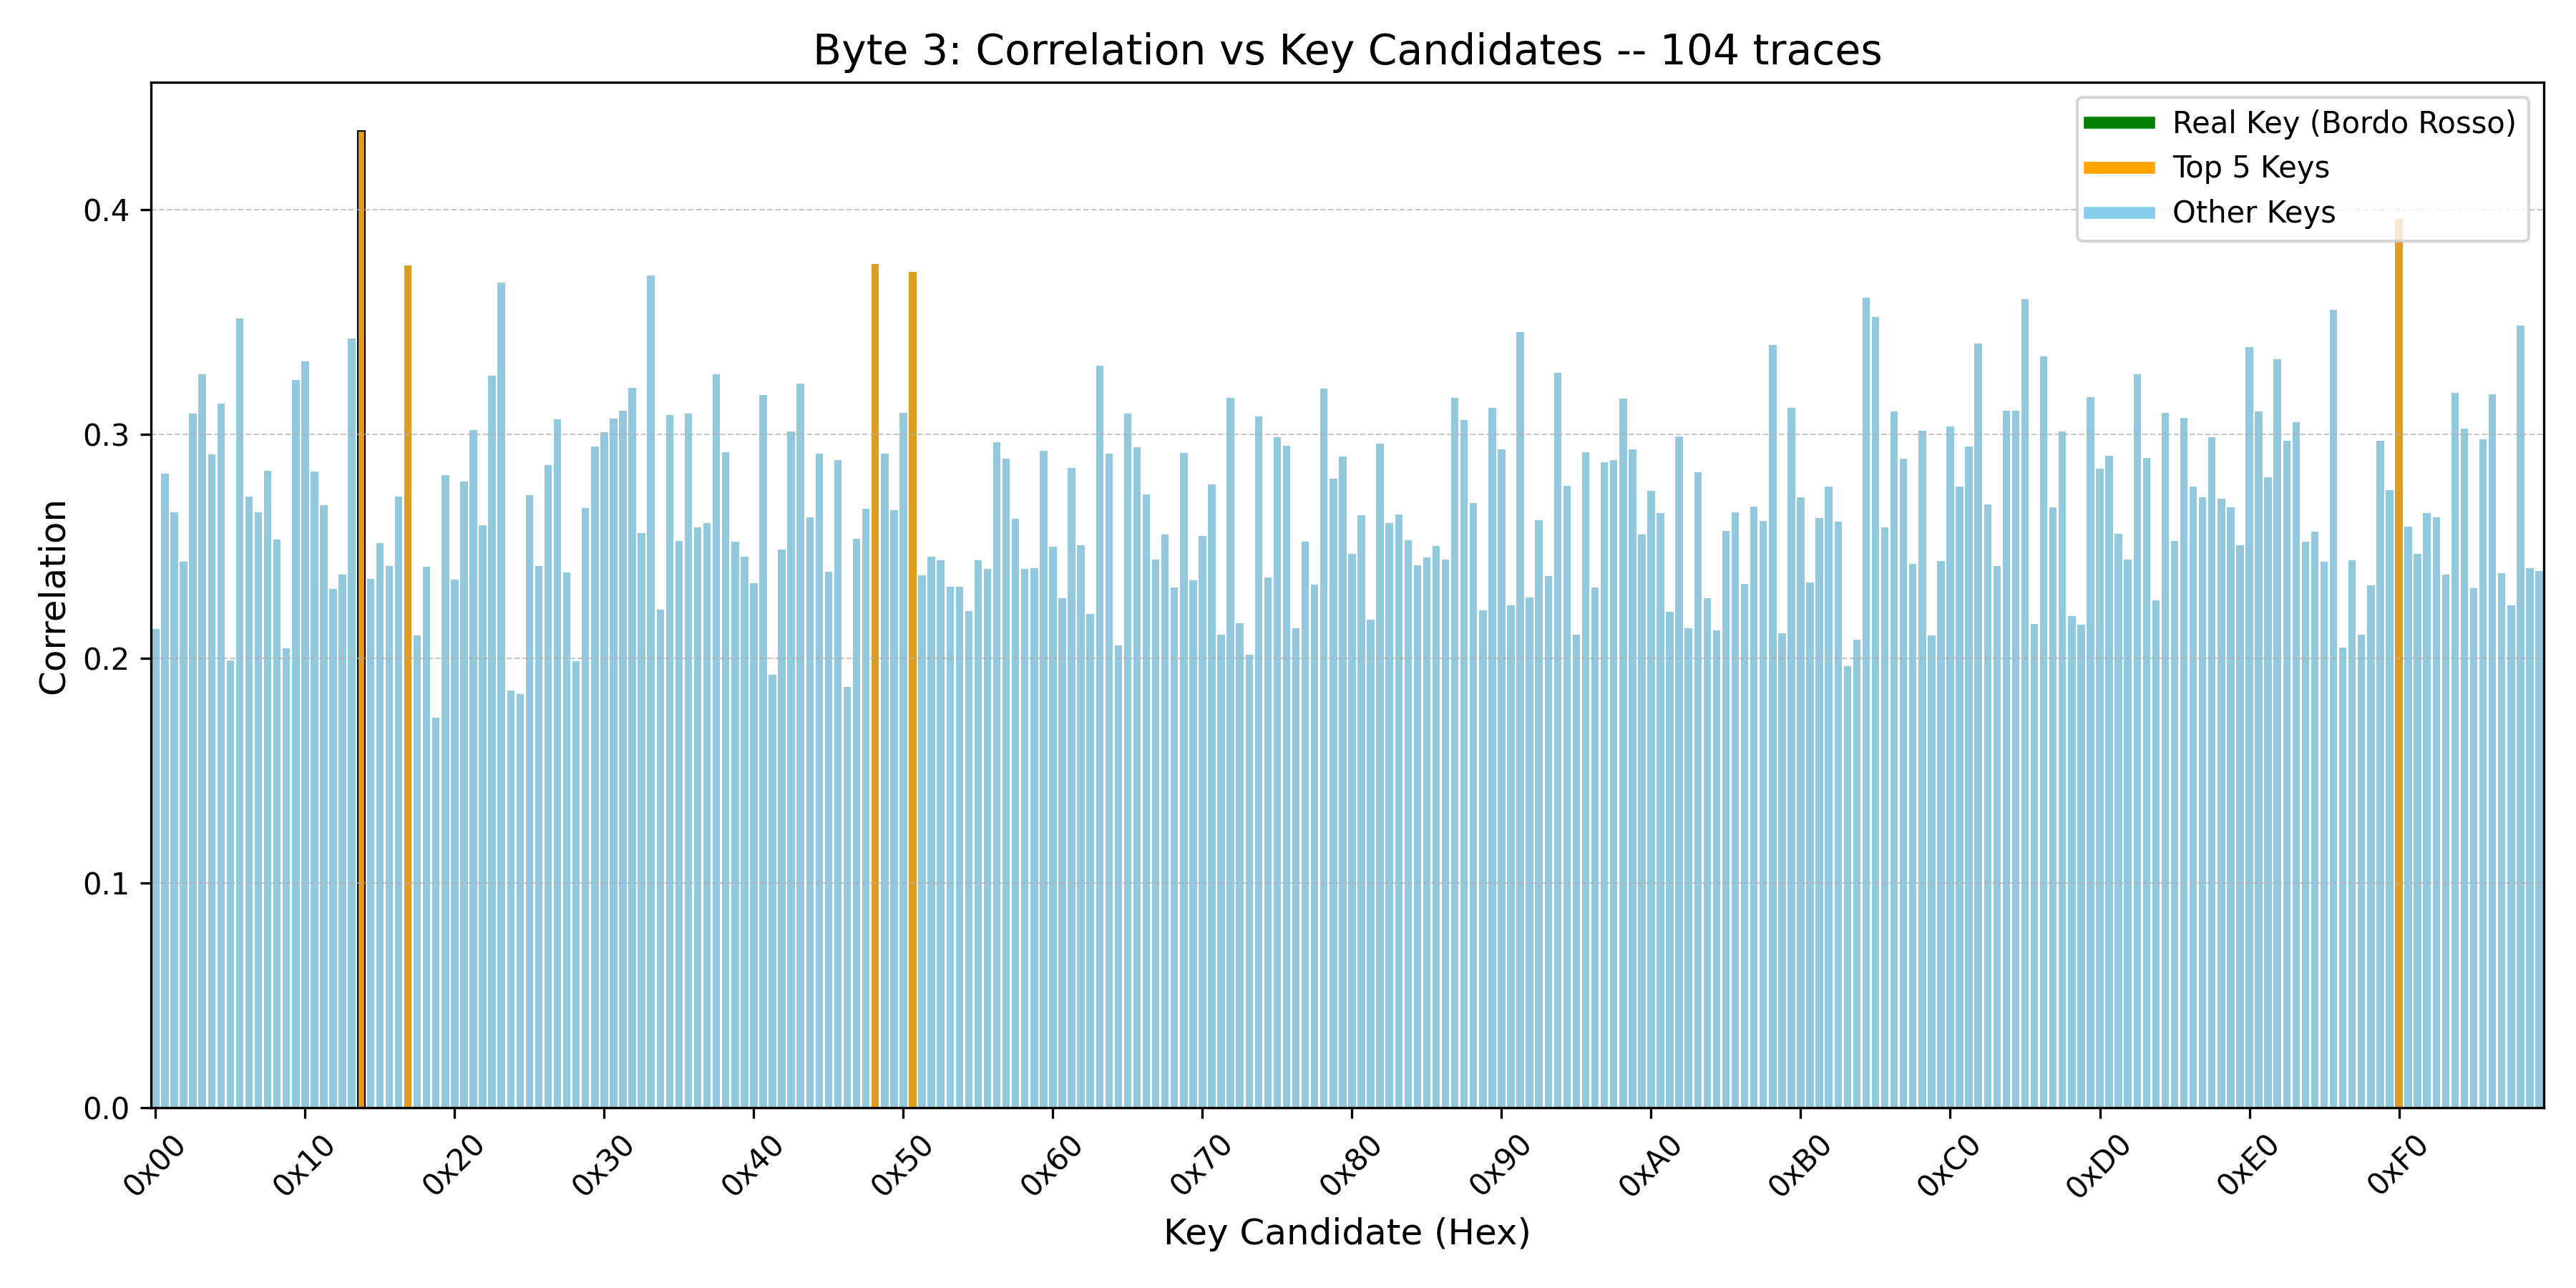 Byte 3: Correlation vs Key Candidates -- 104 traces
Real Key (Bordo Rosso)
Top 5 Keys
Other Keys
Correlation
0.4
0.3
0.2
0.1
0.0
0x00 0x10 0x20 0x30 0x40 0x50 0x60 0x70 0x80 0x90 0xA0 0xB0 0xC0 0xD0 0xE0 0xF0
Key Candidate (Hex)